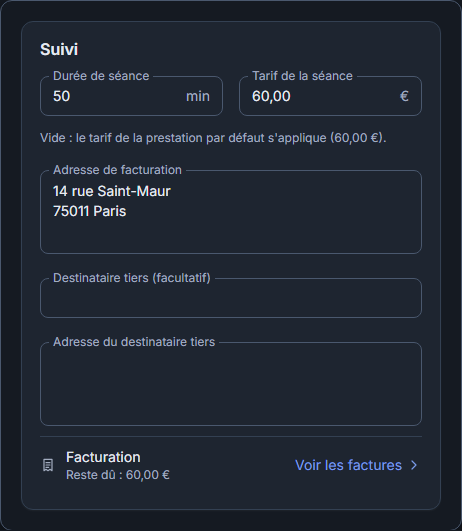 Suivi
Durée de séance
50 min
Tarif de la séance
60,00 €
Vide : le tarif de la prestation par défaut s'applique (60,00 €).
Adresse de facturation
14 rue Saint-Maur
75011 Paris
Destinataire tiers (facultatif)
Adresse du destinataire tiers
Facturation
Reste dû : 60,00 €
Voir les factures